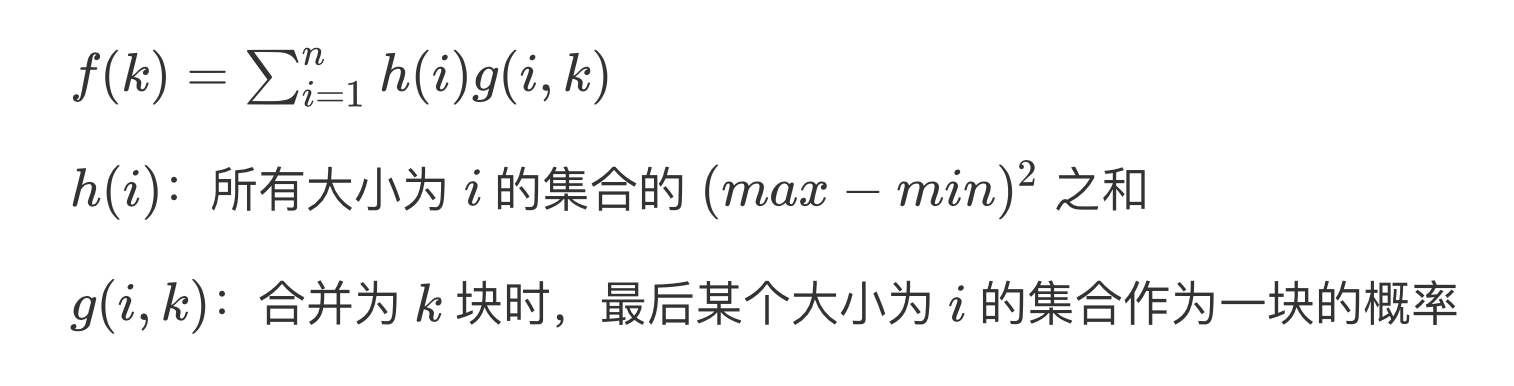 $f(k) = \sum_{i=1}^{n} h(i)g(i, k)$
$h(i)$：所有大小为 $i$ 的集合的 $(max - min)^2$ 之和
$g(i, k)$：合并为 $k$ 块时，最后某个大小为 $i$ 的集合作为一块的概率